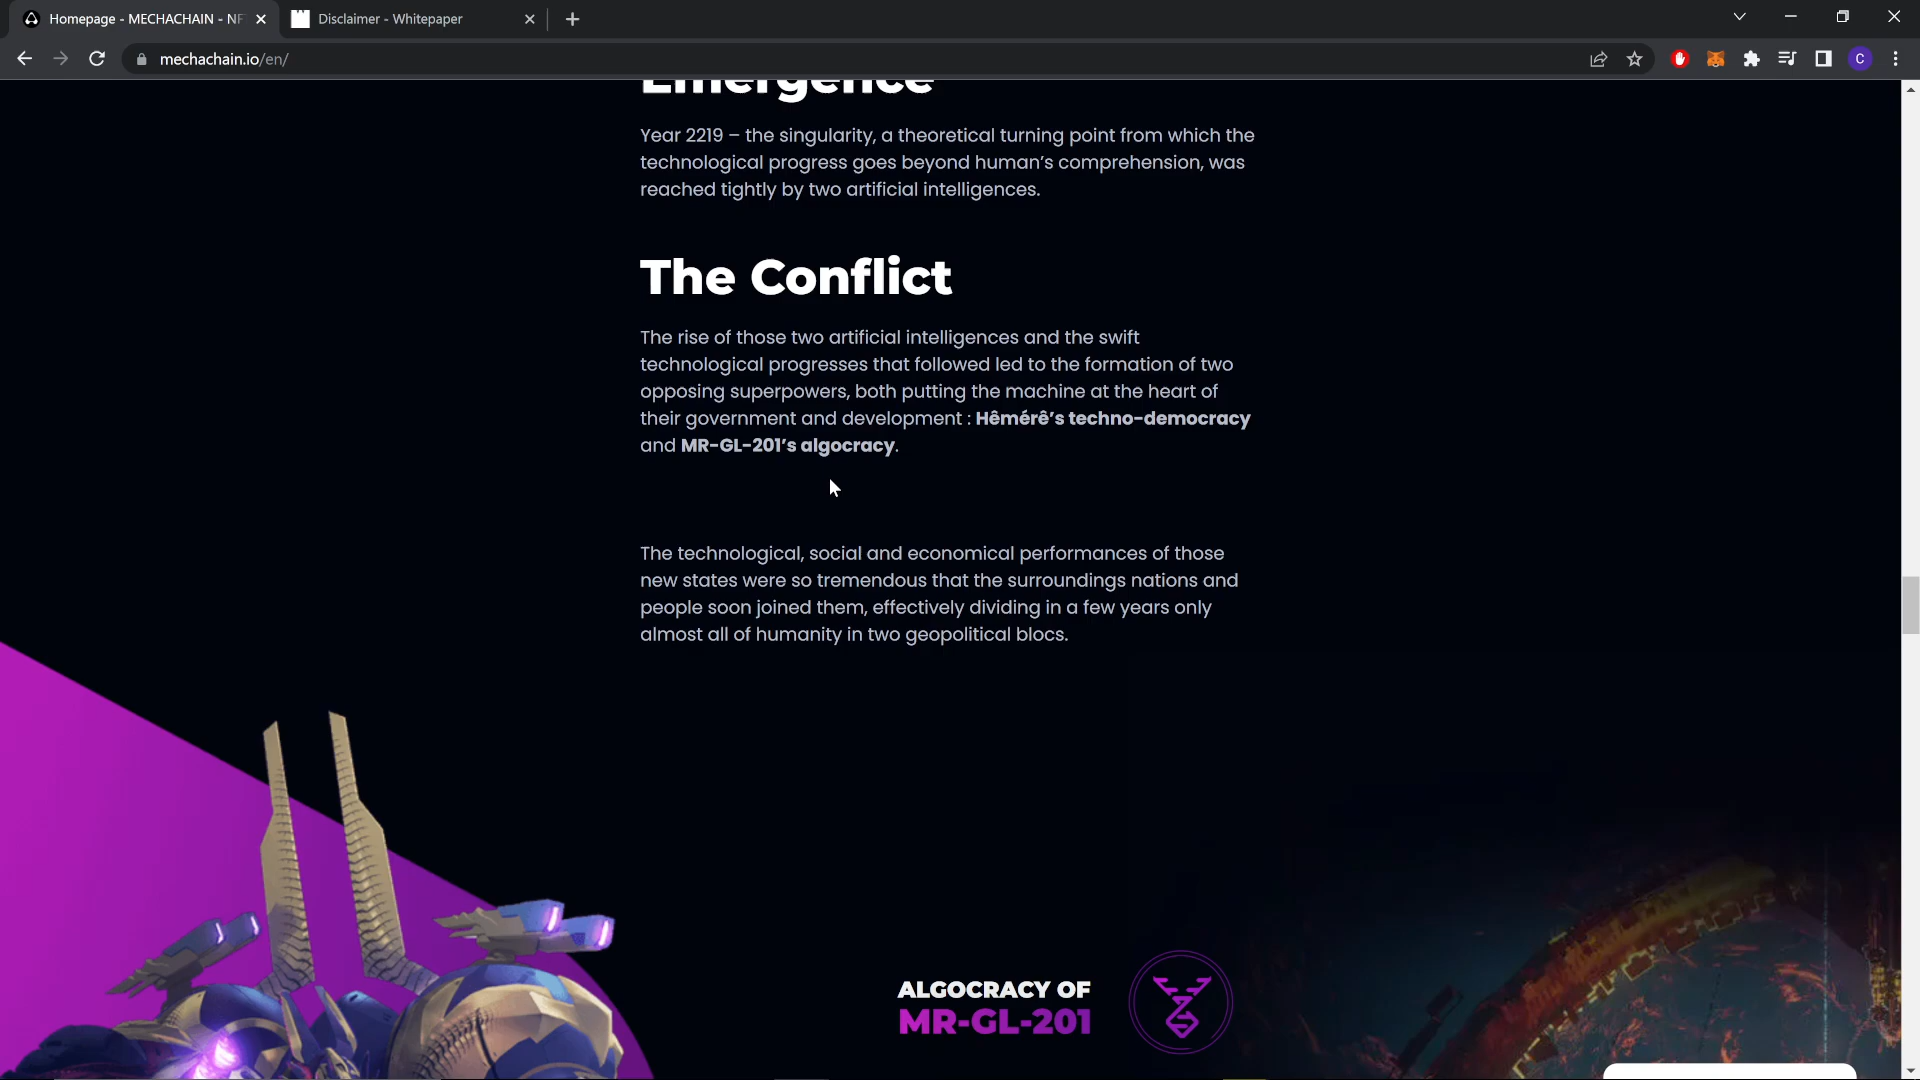 Homepage - MECHACHAIN - NF
Disclaimer - Whitepaper
mechachain.io/en/
C
Emergence
Year 2219 – the singularity, a theoretical turning point from which the
technological progress goes beyond human's comprehension, was
reached tightly by two artificial intelligences.
The Conflict
The rise of those two artificial intelligences and the swift
technological progresses that followed led to the formation of two
opposing superpowers, both putting the machine at the heart of
their government and development : Hêmérê's techno-democracy
and MR-GL-201's algocracy.
The technological, social and economical performances of those
new states were so tremendous that the surroundings nations and
people soon joined them, effectively dividing in a few years only
almost all of humanity in two geopolitical blocs.
ALGOCRACY OF
MR-GL-201